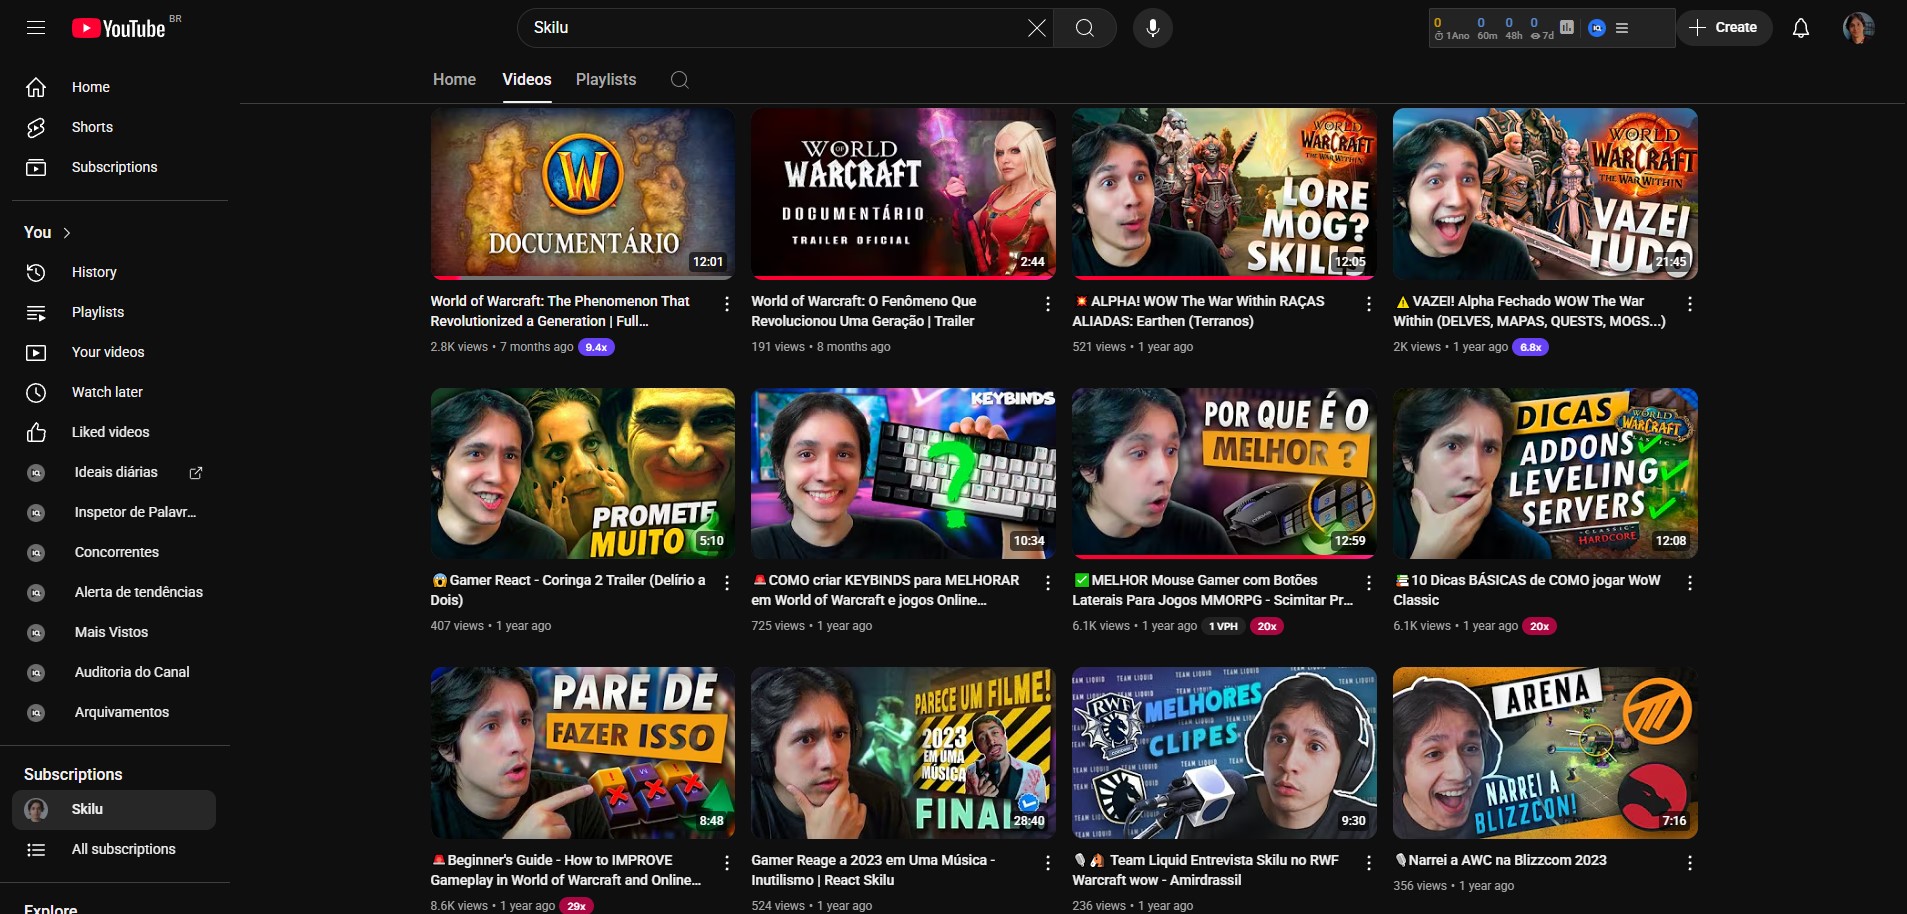 YouTube BR
Skilu
0 0 0 0
1Ano 60m 48h 7d
Create
Home
Shorts
Subscriptions
You
History
Playlists
Your videos
Watch later
Liked videos
Ideais diárias
Inspetor de Palavr...
Concorrentes
Alerta de tendências
Mais Vistos
Auditoria do Canal
Arquivamentos
Subscriptions
Skilu
All subscriptions
Explore
Home Videos Playlists
W
DOCUMENTÁRIO
12:01
World of Warcraft: The Phenomenon That
Revolutionized a Generation | Full...
2.8K views • 7 months ago 9.4x
WORLD OF
WARCRAFT
DOCUMENTÁRIO
TRAILER OFICIAL
2:44
World of Warcraft: O Fenômeno Que
Revolucionou Uma Geração | Trailer
191 views • 8 months ago
WORLD OF
WARCRAFT
THE WAR WITHIN
LORE
MOG?
SKILLS
12:05
💥 ALPHA! WOW The War Within RAÇAS
ALIADAS: Earthen (Terranos)
521 views • 1 year ago
WORLD OF
WARCRAFT
THE WAR WITHIN
VAZEI
TUDO
21:45
⚠️ VAZEI! Alpha Fechado WOW The War
Within (DELVES, MAPAS, QUESTS, MOGS...)
2K views • 1 year ago 6.8x
PROMETE
MUITO
5:10
😱Gamer React - Coringa 2 Trailer (Delírio a
Dois)
407 views • 1 year ago
KEYBINDS
?
10:34
🚨COMO criar KEYBINDS para MELHORAR
em World of Warcraft e jogos Online...
725 views • 1 year ago
POR QUE É O
MELHOR ?
12:59
✅MELHOR Mouse Gamer com Botões
Laterais Para Jogos MMORPG - Scimitar Pr...
6.1K views • 1 year ago 1 VPH 20x
DICAS
WORLD OF
WARCRAFT
CLASSIC
ADDONS
LEVELING
SERVERS
CLASSIC
HARDCORE
12:08
📚10 Dicas BÁSICAS de COMO jogar WoW
Classic
6.1K views • 1 year ago 20x
PARE DE
FAZER ISSO
8:48
🚨Beginner's Guide - How to IMPROVE
Gameplay in World of Warcraft and Online...
8.6K views • 1 year ago 29x
PARECE UM FILME!
2023
EM UMA
MÚSICA
FINAL
28:40
Gamer Reage a 2023 em Uma Música -
Inutilismo | React Skilu
524 views • 1 year ago
TEAM LIQUID
RWF
MELHORES
CLIPES
9:30
🎙️🐴 Team Liquid Entrevista Skilu no RWF
Warcraft wow - Amirdrassil
236 views • 1 year ago
ARENA
NARREI A
BLIZZCON!
7:16
🎙️Narrei a AWC na Blizzcom 2023
356 views • 1 year ago